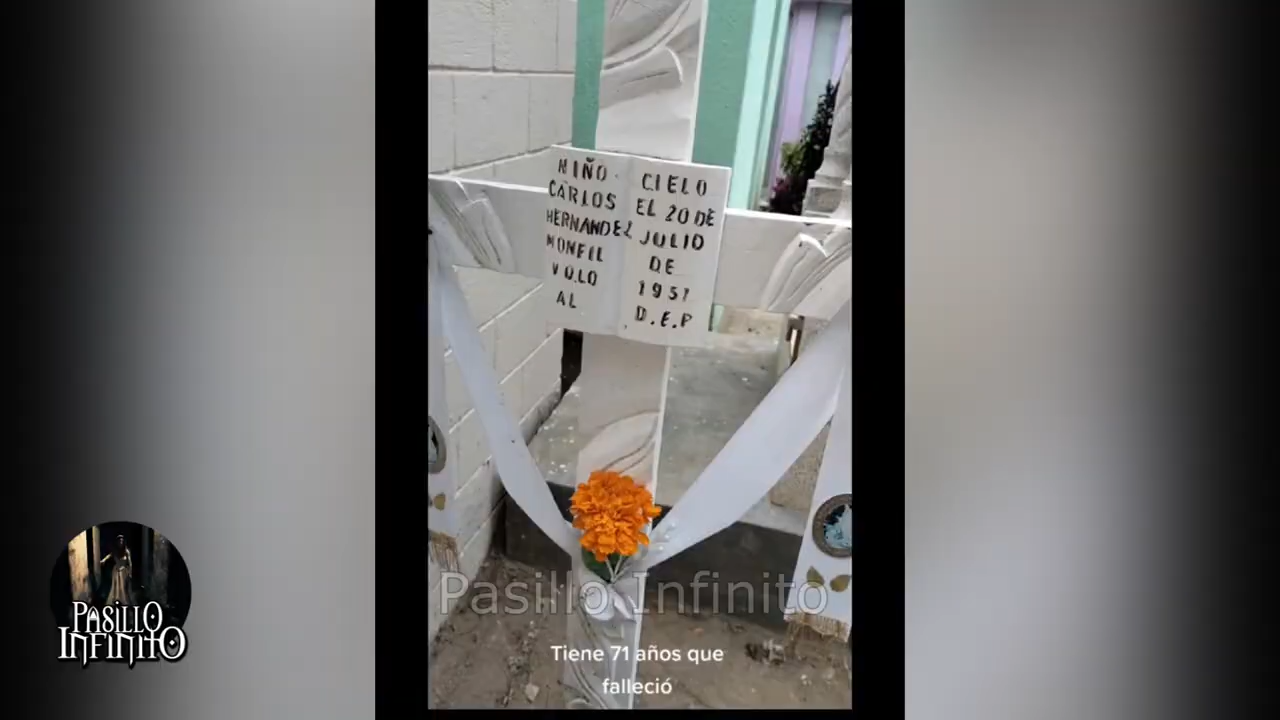 NIÑO
CARLOS
HERNANDEZ
MONFIL
VOLO
AL
CIELO
EL 20 DE
JULIO
DE
1951
D.E.P
Pasillo Infinito
Tiene 71 años que
falleció
PASILLO
INFINITO